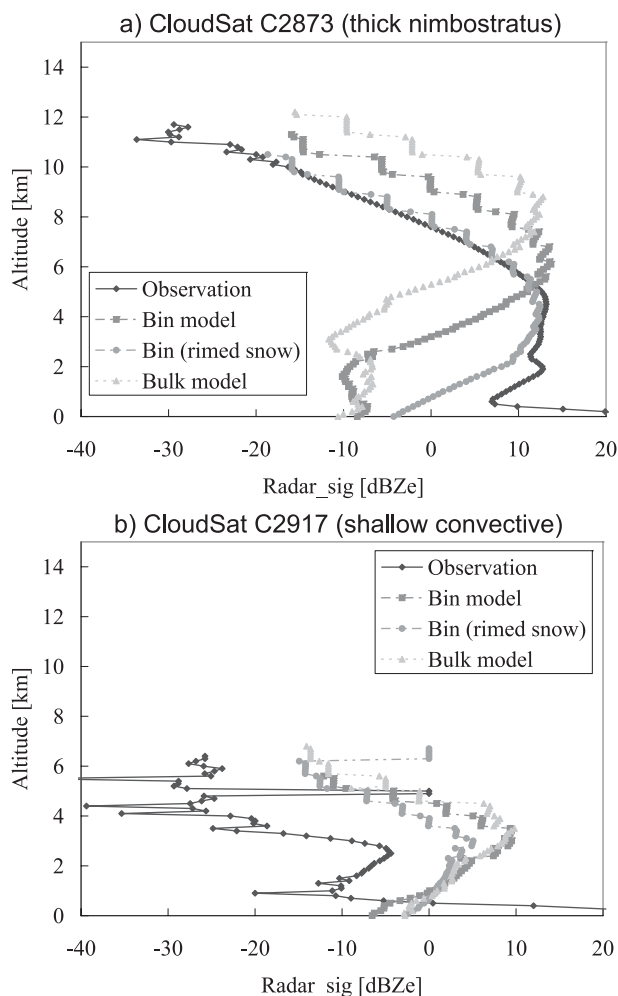 a) CloudSat C2873 (thick nimbostratus)
14
12
10
8
6
4
2
0
Altitude [km]
Observation
Bin model
Bin (rimed snow)
Bulk model
-40 -30 -20 -10 0 10 20
Radar_sig [dBZe]
b) CloudSat C2917 (shallow convective)
14
12
10
8
6
4
2
0
Altitude [km]
Observation
Bin model
Bin (rimed snow)
Bulk model
-40 -30 -20 -10 0 10 20
Radar_sig [dBZe]